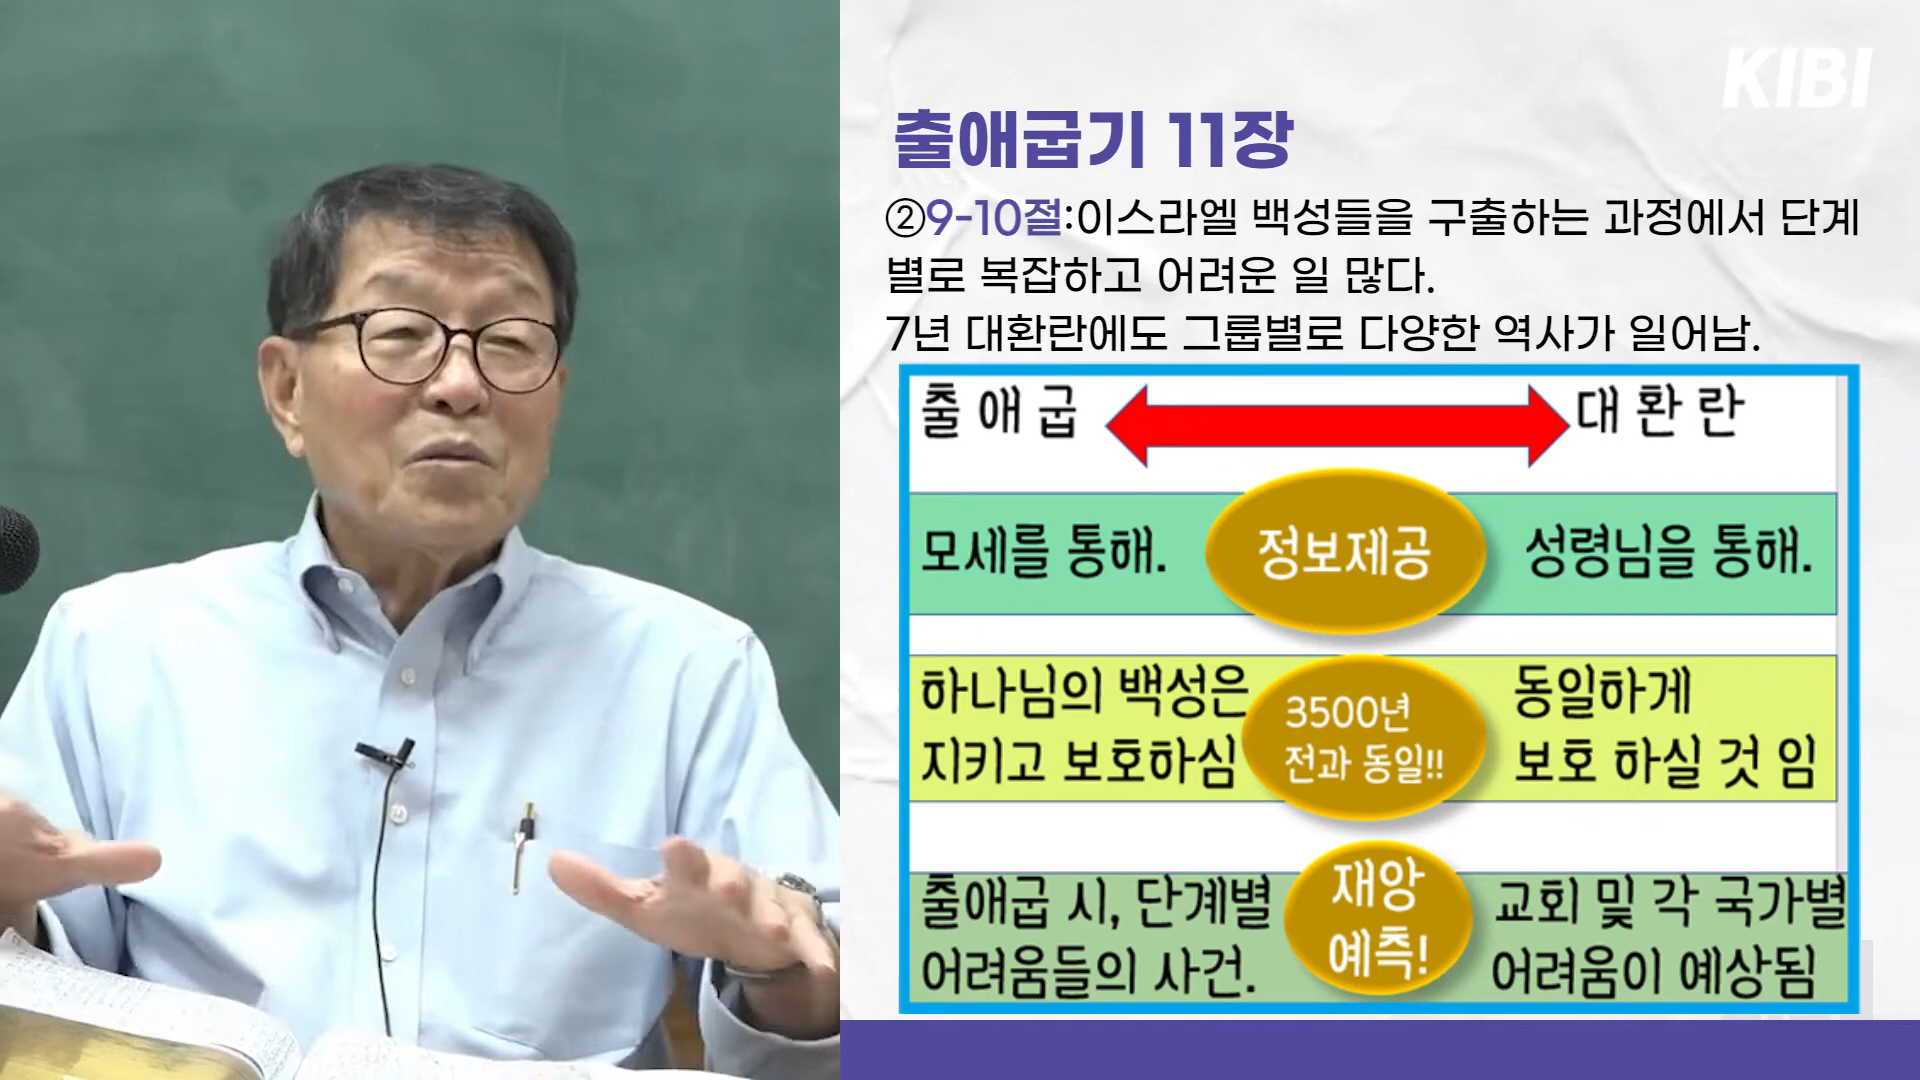 KIBI
출애굽기 11장
②9-10절:이스라엘 백성들을 구출하는 과정에서 단계
별로 복잡하고 어려운 일 많다.
7년 대환란에도 그룹별로 다양한 역사가 일어남.
출 애 굽
대 환 란
모세를 통해.
정보제공
성령님을 통해.
하나님의 백성은
지키고 보호하심
3500년
전과 동일!!
동일하게
보호 하실 것 임
출애굽 시, 단계별
어려움들의 사건.
재앙
예측!
교회 및 각 국가별
어려움이 예상됨